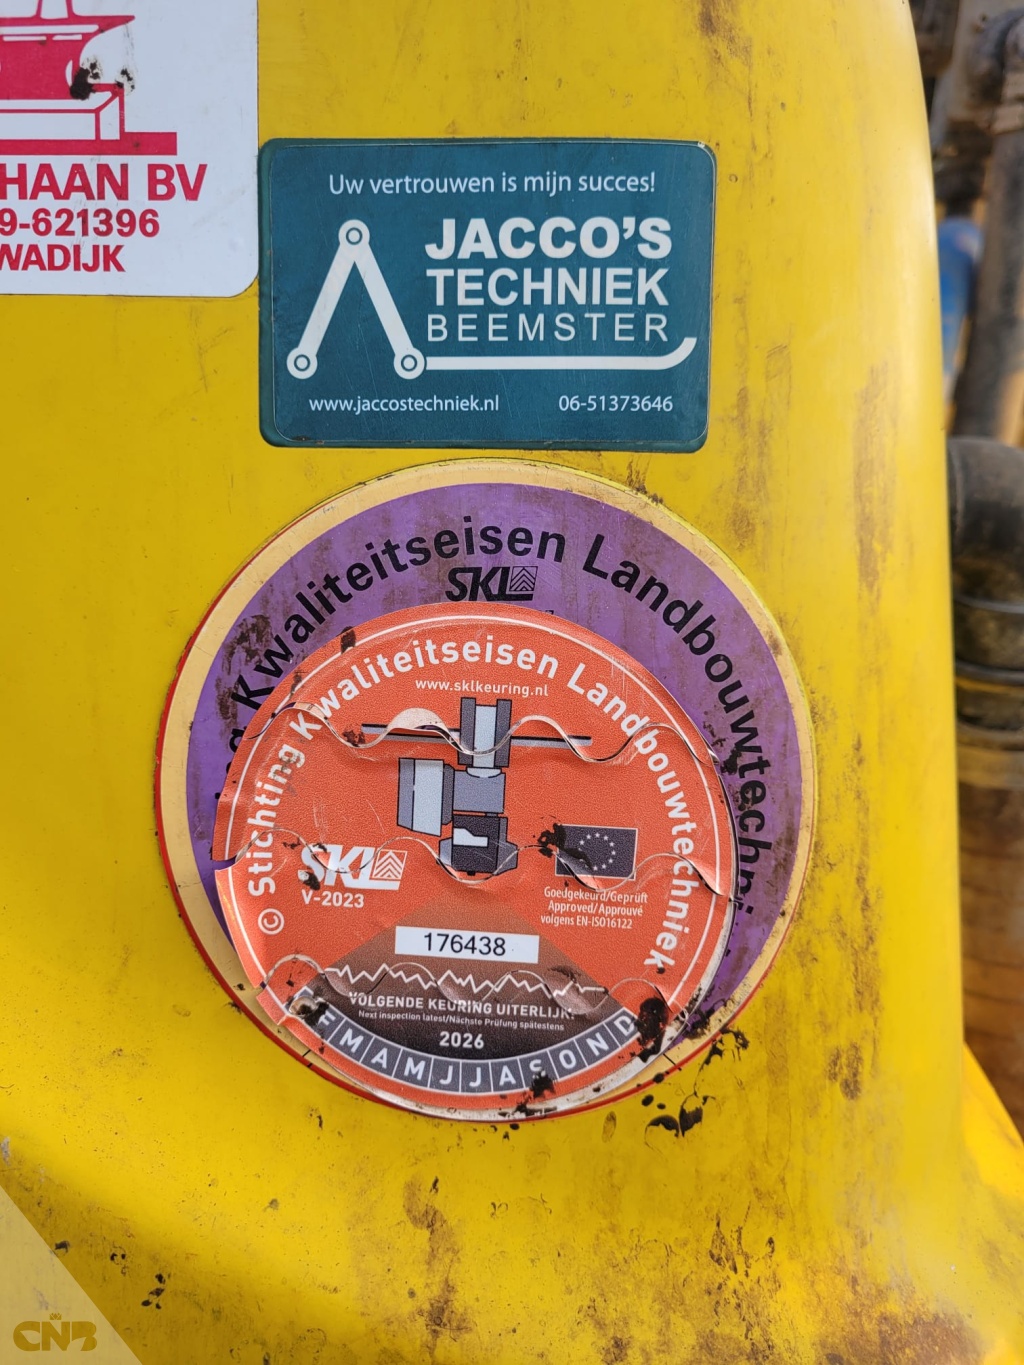 HAAN BV
9-621396
WADIJK
Uw vertrouwen is mijn succes!
JACCO'S
TECHNIEK
BEEMSTER
www.jaccostechniek.nl 06-51373646
Kwaliteitseisen Landbouwtechni
SKL
© Stichting Kwaliteitseisen Landbouwtechniek
www.sklkeuring.nl
SKL
V-2023
Goedgekeurd/Geprüft
Approved/Approuvé
volgens EN-ISO16122
176438
VOLGENDE KEURING UITERLIJK:
Next inspection latest/Nächste Prüfung spätestens
2026
F M A M J J A S O N D
CNB